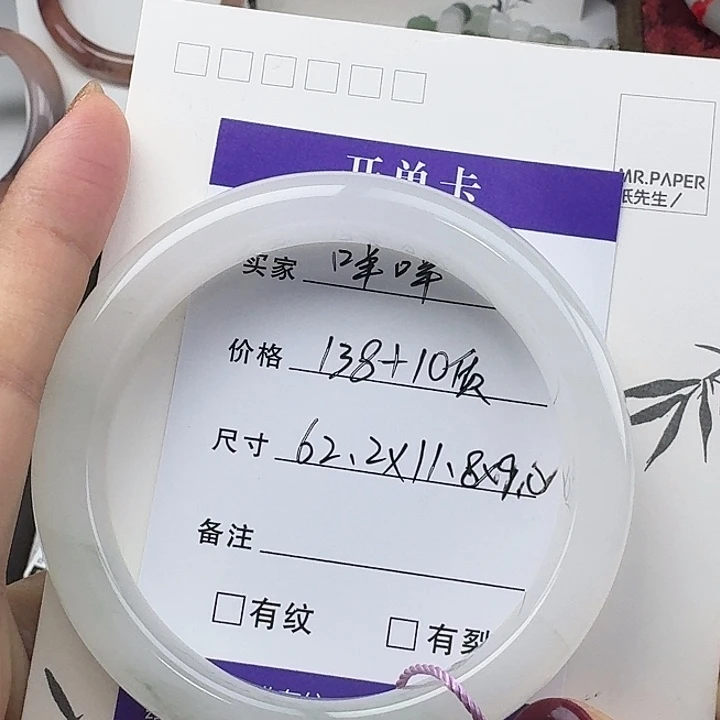 开单卡
MR.PAPER
纸先生/
买家 咩咩
价格 138+10质
尺寸 62.2X11.8X9.0
备注
□有纹 □有裂